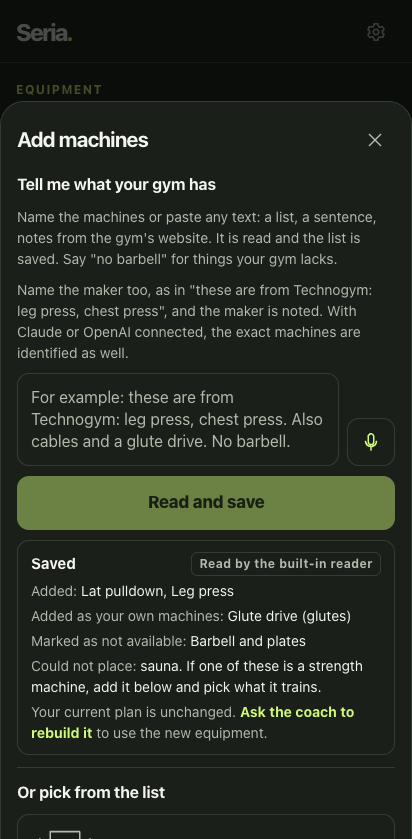 Seria.
EQUIPMENT
Add machines
Tell me what your gym has
Name the machines or paste any text: a list, a sentence,
notes from the gym's website. It is read and the list is
saved. Say "no barbell" for things your gym lacks.
Name the maker too, as in "these are from Technogym:
leg press, chest press", and the maker is noted. With
Claude or OpenAI connected, the exact machines are
identified as well.
For example: these are from
Technogym: leg press, chest press. Also
cables and a glute drive. No barbell.
Read and save
Saved
Read by the built-in reader
Added: Lat pulldown, Leg press
Added as your own machines: Glute drive (glutes)
Marked as not available: Barbell and plates
Could not place: sauna. If one of these is a strength
machine, add it below and pick what it trains.
Your current plan is unchanged. Ask the coach to
rebuild it to use the new equipment.
Or pick from the list